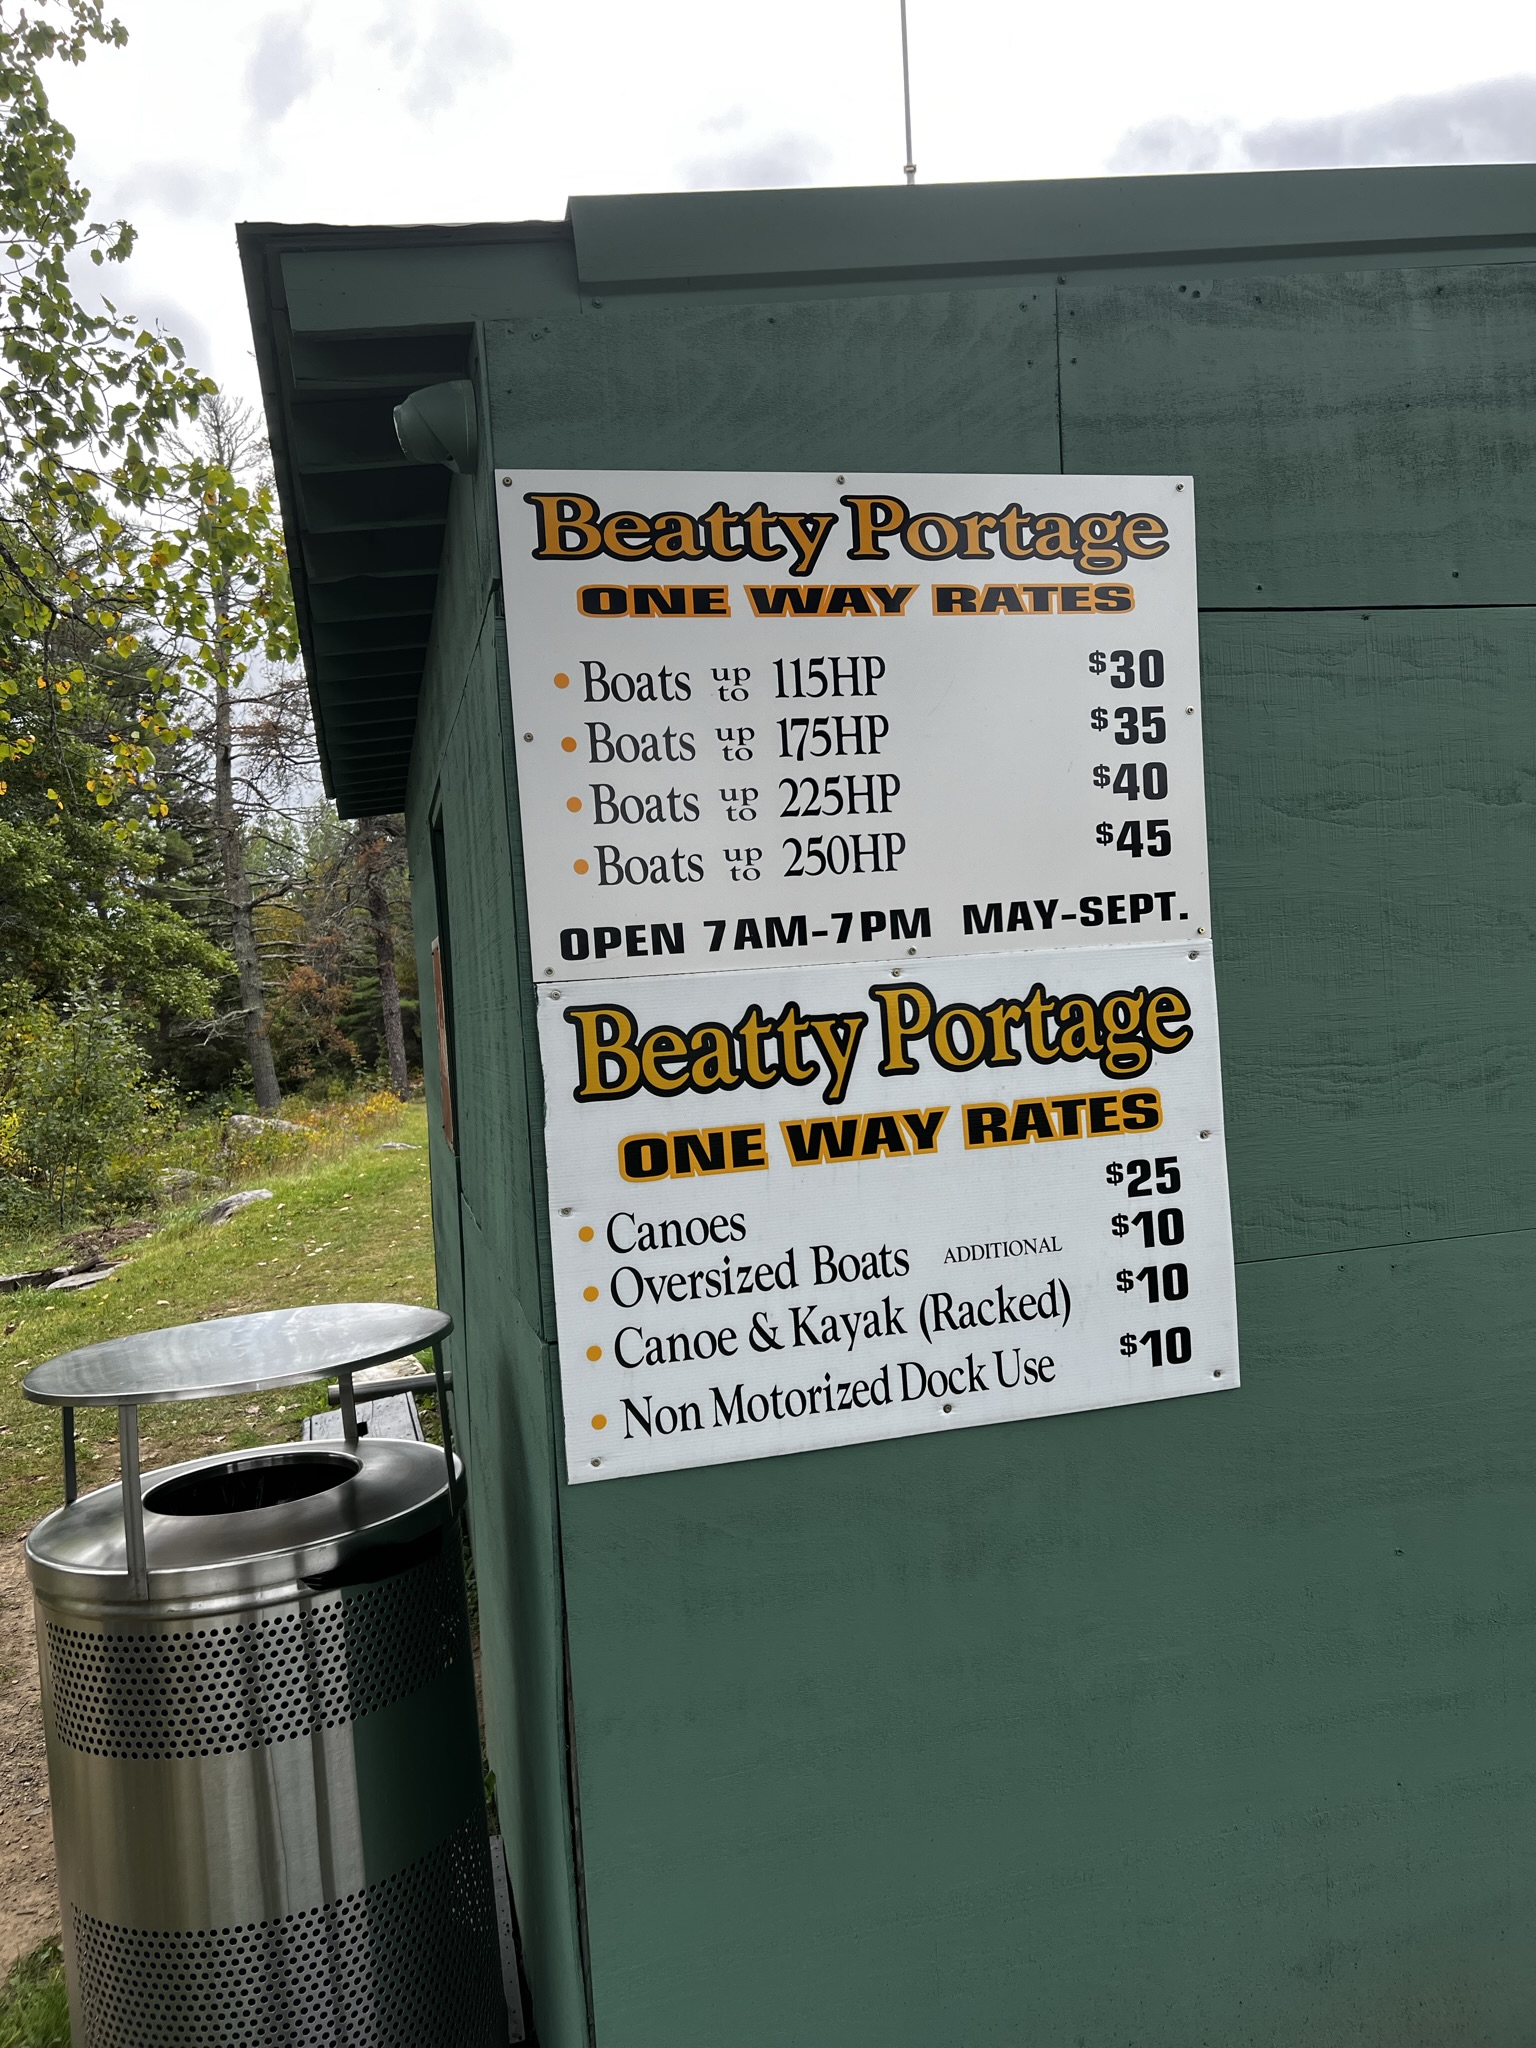 Beatty Portage
ONE WAY RATES
• Boats up to 115HP $30
• Boats up to 175HP $35
• Boats up to 225HP $40
• Boats up to 250HP $45
OPEN 7AM-7PM MAY-SEPT.
Beatty Portage
ONE WAY RATES
• Canoes $25
• Oversized Boats ADDITIONAL $10
• Canoe & Kayak (Racked) $10
• Non Motorized Dock Use $10